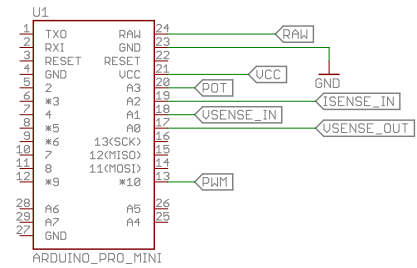 U1
1 TXO RAW 24 RAW
2 RXI GND 23
3 RESET RESET 22
4 GND VCC 21 VCC
5 2 A3 20 POT
GND
6 *3 A2 19 ISENSE_IN
7 4 A1 18 VSENSE_IN
8 *5 A0 17 VSENSE_OUT
9 *6 13(SCK) 16
10 7 12(MISO) 15
11 8 11(MOSI) 14
12 *9 *10 13 PWM
28 A6 A5 26
29 A7 A4 25
27 GND
ARDUINO_PRO_MINI